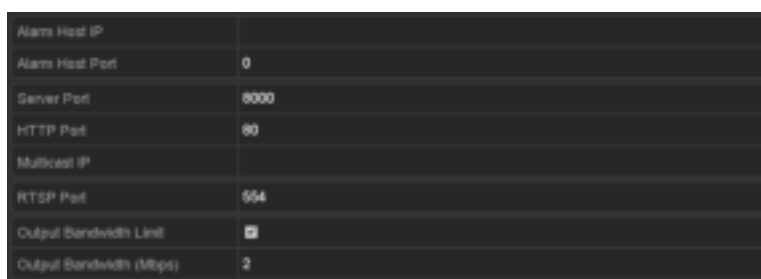 Alarm Host IP
Alarm Host Port 0
Server Port 8000
HTTP Port 80
Multicast IP
RTSP Port 554
Output Bandwidth Limit
Output Bandwidth (Mbps) 2